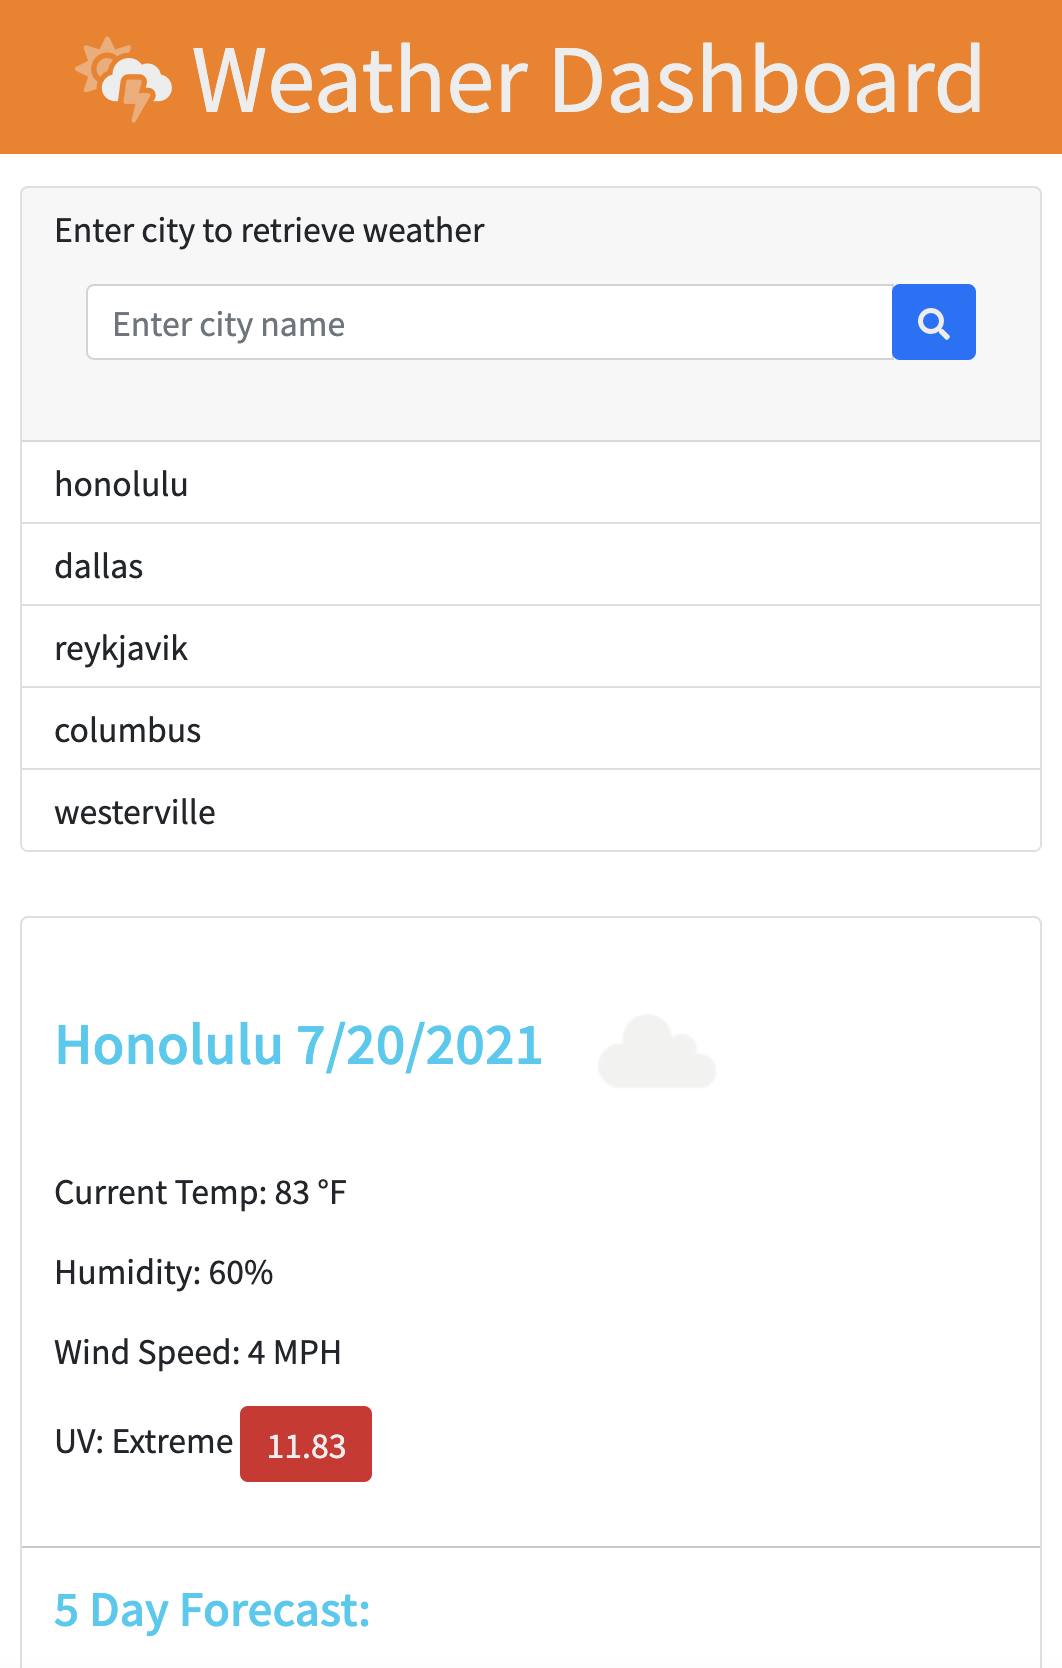 Weather Dashboard
Enter city to retrieve weather
Enter city name
honolulu
dallas
reykjavik
columbus
westerville
Honolulu 7/20/2021
Current Temp: 83 °F
Humidity: 60%
Wind Speed: 4 MPH
UV: Extreme 11.83
5 Day Forecast: